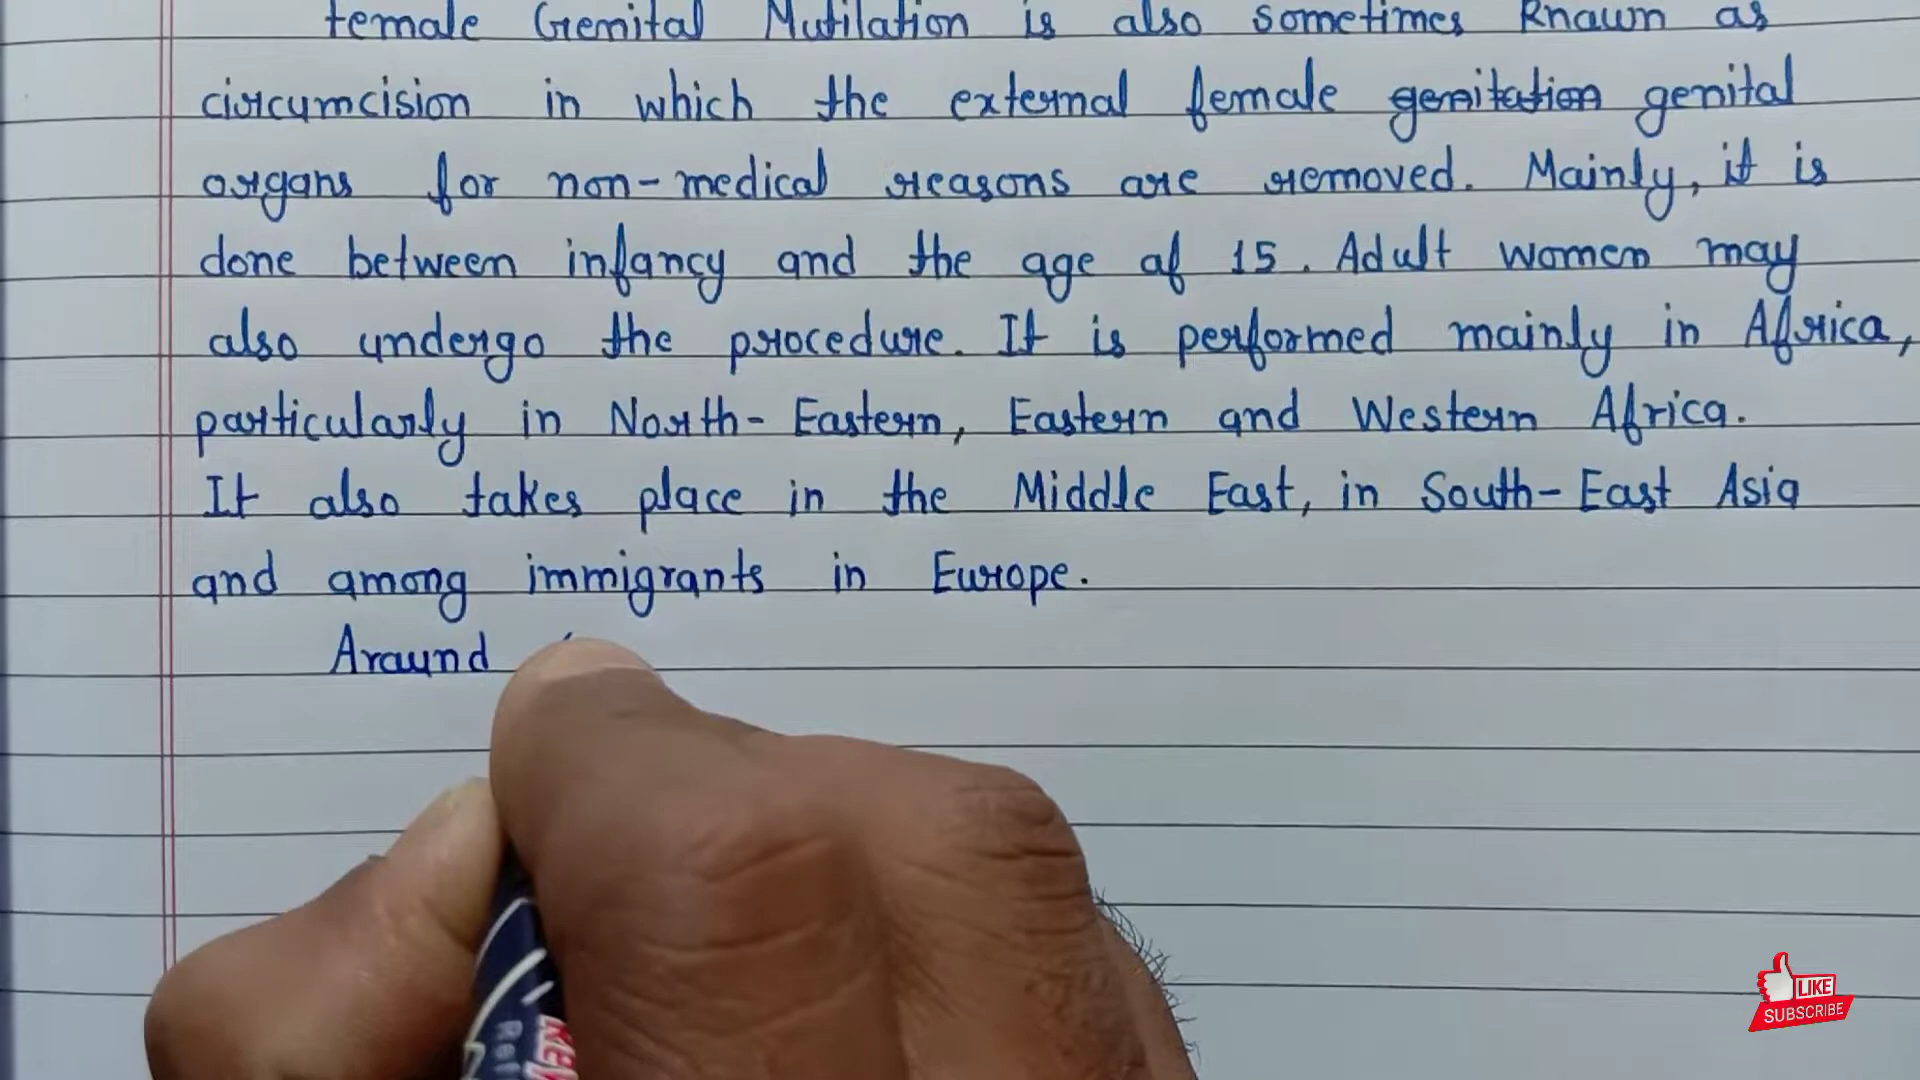 Female Genital Mutilation is also sometimes known as
circumcision in which the external female genitation genital
organs for non-medical reasons are removed. Mainly, it is
done between infancy and the age of 15. Adult women may
also undergo the procedure. It is performed mainly in Africa,
particularly in North-Eastern, Eastern and Western Africa.
It also takes place in the Middle East, in South-East Asia
and among immigrants in Europe.
Around
LIKE
SUBSCRIBE